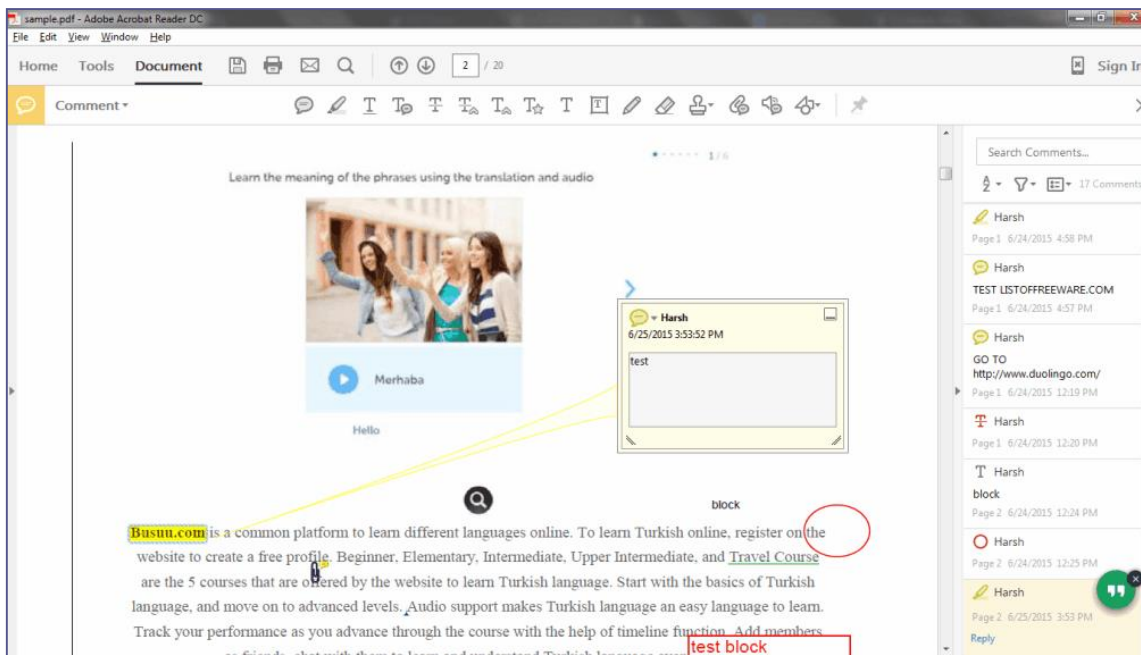 sample.pdf - Adobe Acrobat Reader DC
File Edit View Window Help
Home Tools Document 2 / 20 Sign In
Comment
1/6
Learn the meaning of the phrases using the translation and audio
Merhaba
Hello
Harsh
6/25/2015 3:53:52 PM
test
block
Busuu.com is a common platform to learn different languages online. To learn Turkish online, register on the
website to create a free profile. Beginner, Elementary, Intermediate, Upper Intermediate, and Travel Course
are the 5 courses that are offered by the website to learn Turkish language. Start with the basics of Turkish
language, and move on to advanced levels. Audio support makes Turkish language an easy language to learn.
Track your performance as you advance through the course with the help of timeline function. Add members
test block
Search Comments...
17 Comments
Harsh
Page 1 6/24/2015 4:58 PM
Harsh
TEST LISTOFFREEWARE.COM
Page 1 6/24/2015 4:57 PM
Harsh
GO TO
http://www.duolingo.com/
Page 1 6/24/2015 12:19 PM
Harsh
Page 1 6/24/2015 12:20 PM
Harsh
block
Page 2 6/24/2015 12:24 PM
Harsh
Page 2 6/24/2015 12:25 PM
Harsh
Page 2 6/25/2015 3:53 PM
Reply